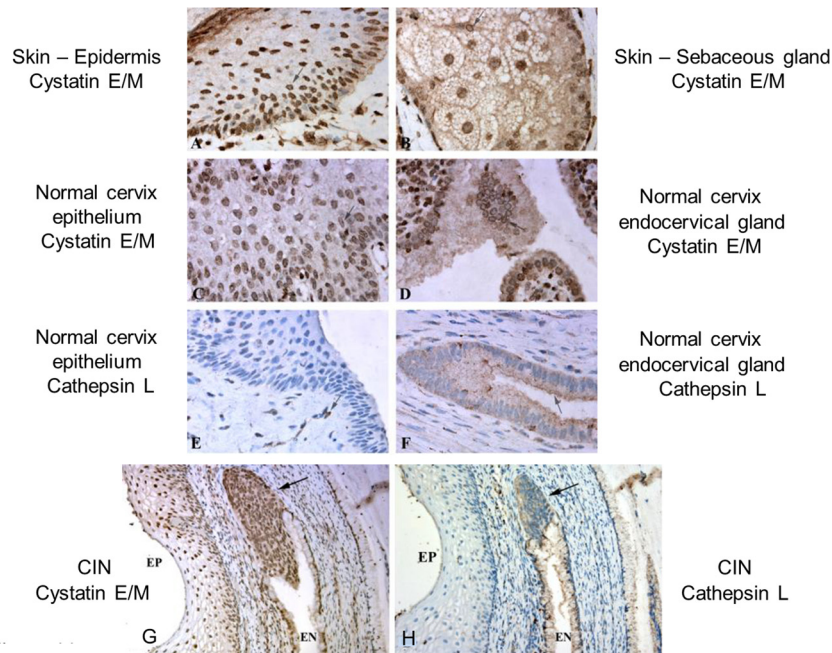 Skin – Epidermis
Cystatin E/M
A
B
Skin – Sebaceous gland
Cystatin E/M
Normal cervix
epithelium
Cystatin E/M
C
D
Normal cervix
endocervical gland
Cystatin E/M
Normal cervix
epithelium
Cathepsin L
E
F
Normal cervix
endocervical gland
Cathepsin L
CIN
Cystatin E/M
EP
G
EN
EP
H
EN
CIN
Cathepsin L